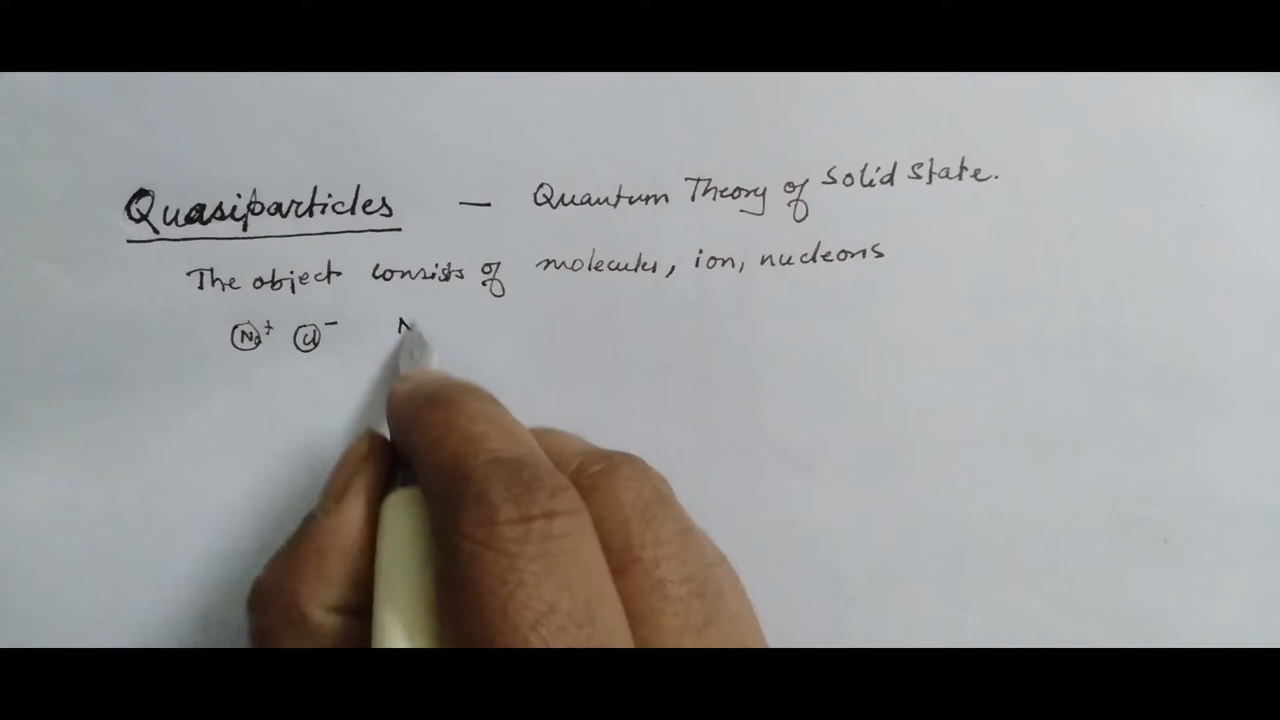 Quasiparticles — Quantum Theory of Solid State.
The object consists of molecules, ion, nucleons
Na+ Cl- N